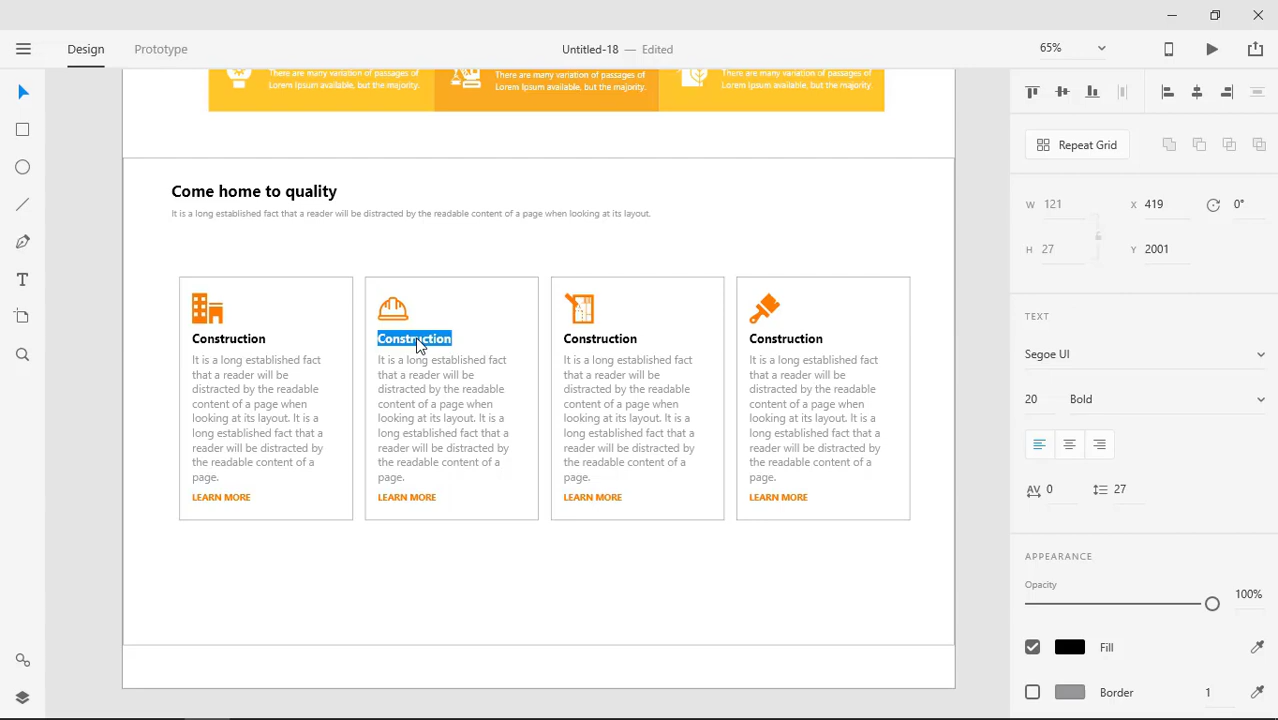 Design
Prototype
Untitled-18 — Edited
65%
There are many variation of passages of
Lorem Ipsum available, but the majority.
There are many variation of passages of
Lorem Ipsum available, but the majority.
There are many variation of passages of
Lorem Ipsum available, but the majority.
Come home to quality
It is a long established fact that a reader will be distracted by the readable content of a page when looking at its layout.
Construction
It is a long established fact
that a reader will be
distracted by the readable
content of a page when
looking at its layout. It is a
long established fact that a
reader will be distracted by
the readable content of a
page.
LEARN MORE
Construction
It is a long established fact
that a reader will be
distracted by the readable
content of a page when
looking at its layout. It is a
long established fact that a
reader will be distracted by
the readable content of a
page.
LEARN MORE
Construction
It is a long established fact
that a reader will be
distracted by the readable
content of a page when
looking at its layout. It is a
long established fact that a
reader will be distracted by
the readable content of a
page.
LEARN MORE
Construction
It is a long established fact
that a reader will be
distracted by the readable
content of a page when
looking at its layout. It is a
long established fact that a
reader will be distracted by
the readable content of a
page.
LEARN MORE
Repeat Grid
W 121 X 419 0°
H 27 Y 2001
TEXT
Segoe UI
20 Bold
AV 0 27
APPEARANCE
Opacity
100%
Fill
Border 1